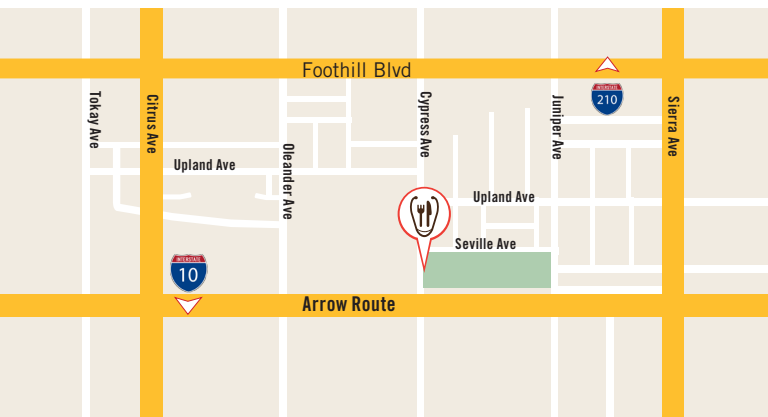 Foothill Blvd
INTERSTATE
210
Tokay Ave
Citrus Ave
Cypress Ave
Juniper Ave
Sierra Ave
Oleander Ave
Upland Ave
Upland Ave
Seville Ave
INTERSTATE
10
Arrow Route